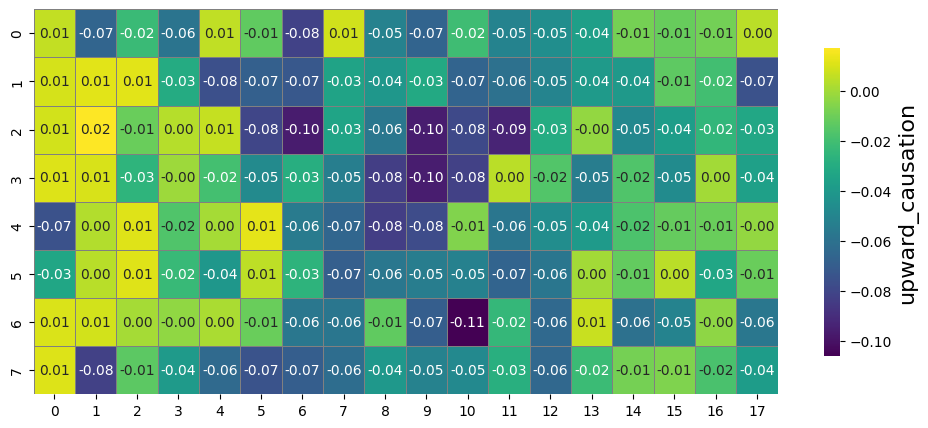 0 0.01 -0.07 -0.02 -0.06 0.01 -0.01 -0.08 0.01 -0.05 -0.07 -0.02 -0.05 -0.05 -0.04 -0.01 -0.01 -0.01 0.00
1 0.01 0.01 0.01 -0.03 -0.08 -0.07 -0.07 -0.03 -0.04 -0.03 -0.07 -0.06 -0.05 -0.04 -0.04 -0.01 -0.02 -0.07
2 0.01 0.02 -0.01 0.00 0.01 -0.08 -0.10 -0.03 -0.06 -0.10 -0.08 -0.09 -0.03 -0.00 -0.05 -0.04 -0.02 -0.03
3 0.01 0.01 -0.03 -0.00 -0.02 -0.05 -0.03 -0.05 -0.08 -0.10 -0.08 0.00 -0.02 -0.05 -0.02 -0.05 0.00 -0.04
4 -0.07 0.00 0.01 -0.02 0.00 0.01 -0.06 -0.07 -0.08 -0.08 -0.01 -0.06 -0.05 -0.04 -0.02 -0.01 -0.01 -0.00
5 -0.03 0.00 0.01 -0.02 -0.04 0.01 -0.03 -0.07 -0.06 -0.05 -0.05 -0.07 -0.06 0.00 -0.01 0.00 -0.03 -0.01
6 0.01 0.01 0.00 -0.00 0.00 -0.01 -0.06 -0.06 -0.01 -0.07 -0.11 -0.02 -0.06 0.01 -0.06 -0.05 -0.00 -0.06
7 0.01 -0.08 -0.01 -0.04 -0.06 -0.07 -0.07 -0.06 -0.04 -0.05 -0.05 -0.03 -0.06 -0.02 -0.01 -0.01 -0.02 -0.04
0 1 2 3 4 5 6 7 8 9 10 11 12 13 14 15 16 17
0.00
−0.02
−0.04
−0.06
−0.08
−0.10
upward_causation